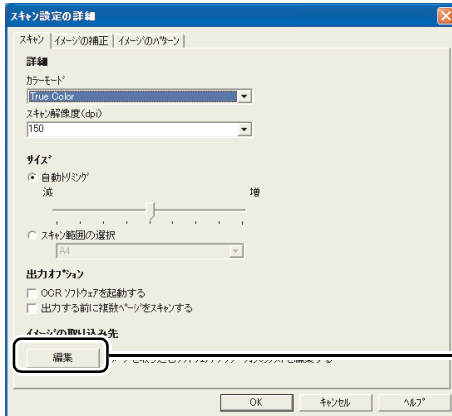 スキャン設定の詳細
スキャン イメージの補正 イメージのパターン
詳細
カラーモード
True Color
スキャン解像度(dpi)
150
サイズ
自動トリミング
減 増
スキャン範囲の選択
A4
出力オプション
OCR ソフトウェアを起動する
出力する前に複数ページをスキャンする
イメージの取り込み先
編集
OK キャンセル ヘルプ